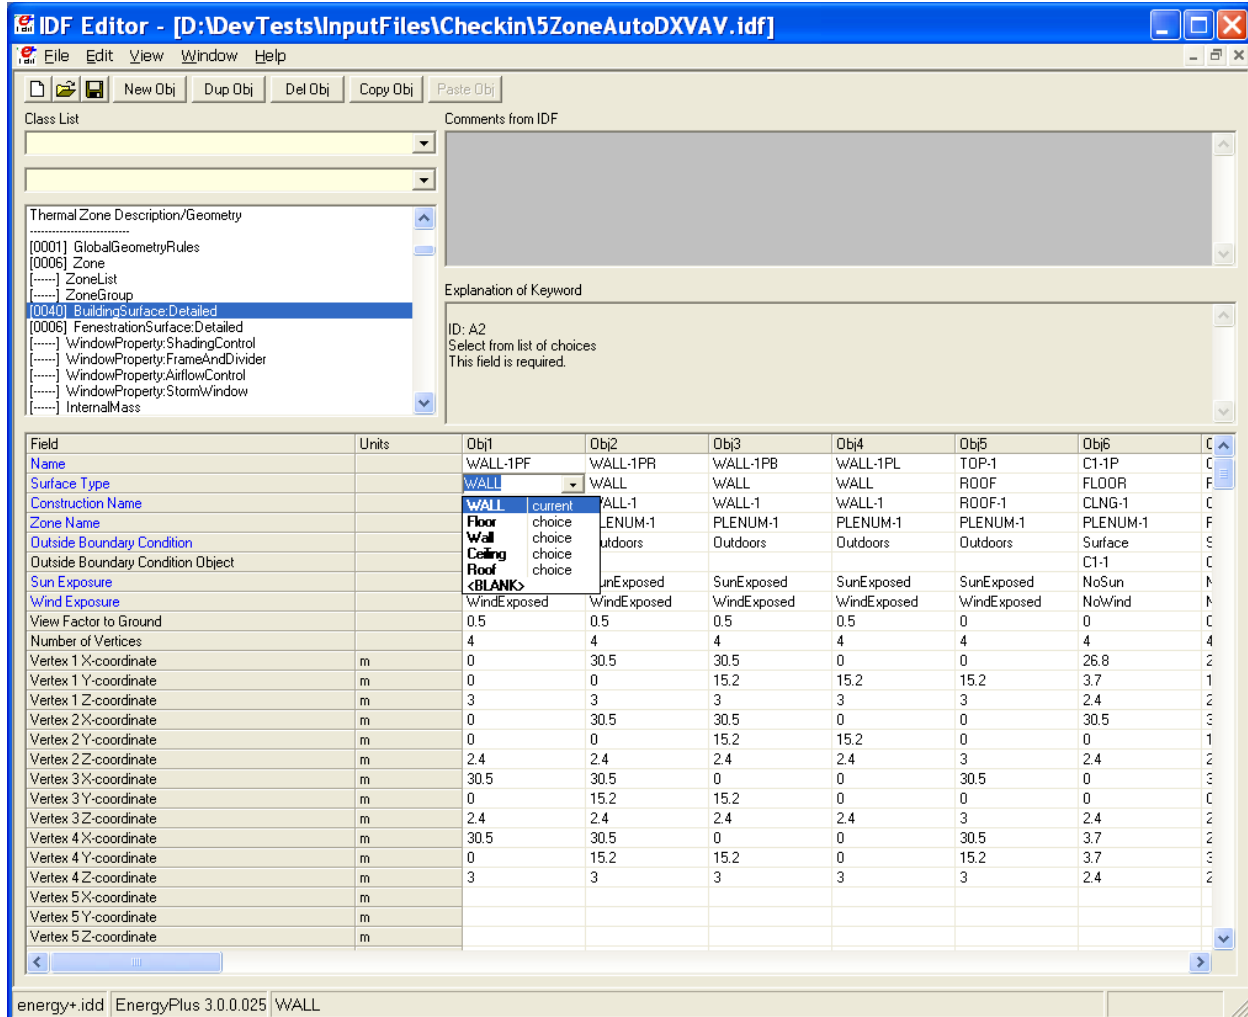 IDF Editor - [D:\DevTests\InputFiles\Checkin\5ZoneAutoDXVAV.idf]
File Edit View Window Help
New Obj Dup Obj Del Obj Copy Obj Paste Obj
Class List Comments from IDF
Thermal Zone Description/Geometry
--------------------------
[0001] GlobalGeometryRules
[0006] Zone
[------] ZoneList
[------] ZoneGroup
[0040] BuildingSurface:Detailed
[0006] FenestrationSurface:Detailed
[------] WindowProperty:ShadingControl
[------] WindowProperty:FrameAndDivider
[------] WindowProperty:AirflowControl
[------] WindowProperty:StormWindow
[------] InternalMass
Explanation of Keyword
ID: A2
Select from list of choices
This field is required.
Field Units Obj1 Obj2 Obj3 Obj4 Obj5 Obj6
Name WALL-1PF WALL-1PR WALL-1PB WALL-1PL TOP-1 C1-1P
Surface Type WALL WALL WALL WALL ROOF FLOOR
Construction Name WALL-1 WALL-1 ROOF-1 CLNG-1
Zone Name PLENUM-1 PLENUM-1 PLENUM-1 PLENUM-1
Outside Boundary Condition Outdoors Outdoors Outdoors Surface
Outside Boundary Condition Object C1-1
Sun Exposure SunExposed SunExposed SunExposed NoSun
Wind Exposure WindExposed WindExposed WindExposed WindExposed WindExposed NoWind
WALL current
Floor choice
Wall choice
Ceiling choice
Roof choice
<BLANK>
View Factor to Ground 0.5 0.5 0.5 0.5 0 0
Number of Vertices 4 4 4 4 4 4
Vertex 1 X-coordinate m 0 30.5 30.5 0 0 26.8
Vertex 1 Y-coordinate m 0 0 15.2 15.2 15.2 3.7
Vertex 1 Z-coordinate m 3 3 3 3 3 2.4
Vertex 2 X-coordinate m 0 30.5 30.5 0 0 30.5
Vertex 2 Y-coordinate m 0 0 15.2 15.2 0 0
Vertex 2 Z-coordinate m 2.4 2.4 2.4 2.4 3 2.4
Vertex 3 X-coordinate m 30.5 30.5 0 0 30.5 0
Vertex 3 Y-coordinate m 0 15.2 15.2 0 0 0
Vertex 3 Z-coordinate m 2.4 2.4 2.4 2.4 3 2.4
Vertex 4 X-coordinate m 30.5 30.5 0 0 30.5 3.7
Vertex 4 Y-coordinate m 0 15.2 15.2 0 15.2 3.7
Vertex 4 Z-coordinate m 3 3 3 3 3 2.4
Vertex 5 X-coordinate m
Vertex 5 Y-coordinate m
Vertex 5 Z-coordinate m
energy+.idd EnergyPlus 3.0.0.025 WALL